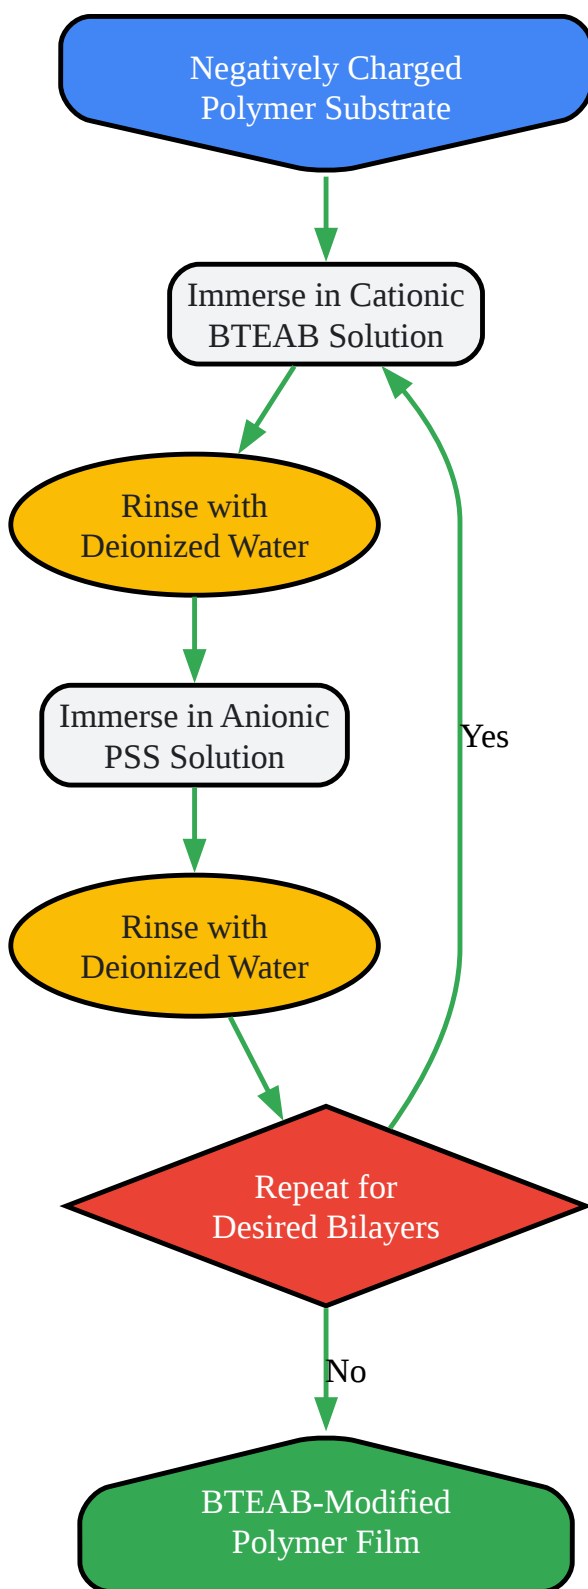 Negatively Charged
Polymer Substrate
Immerse in Cationic
BTEAB Solution
Rinse with
Deionized Water
Immerse in Anionic
PSS Solution
Yes
Rinse with
Deionized Water
Repeat for
Desired Bilayers
No
BTEAB-Modified
Polymer Film